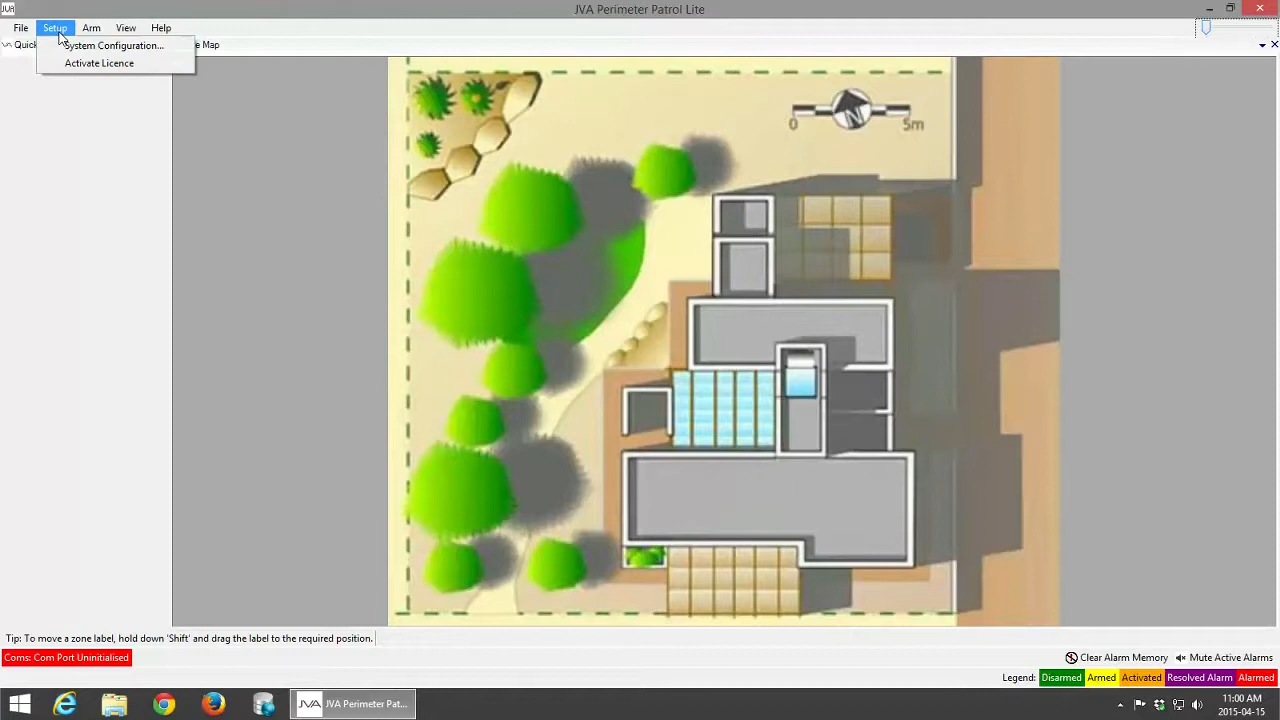 JVA
JVA Perimeter Patrol Lite
File Setup Arm View Help
Quick
System Configuration...
Map
Activate Licence
0 N 5m
Tip: To move a zone label, hold down 'Shift' and drag the label to the required position.
Coms: Com Port Uninitialised
Clear Alarm Memory Mute Active Alarms
Legend: Disarmed Armed Activated Resolved Alarm Alarmed
JVA JVA Perimeter Pat...
11:00 AM
2015-04-15